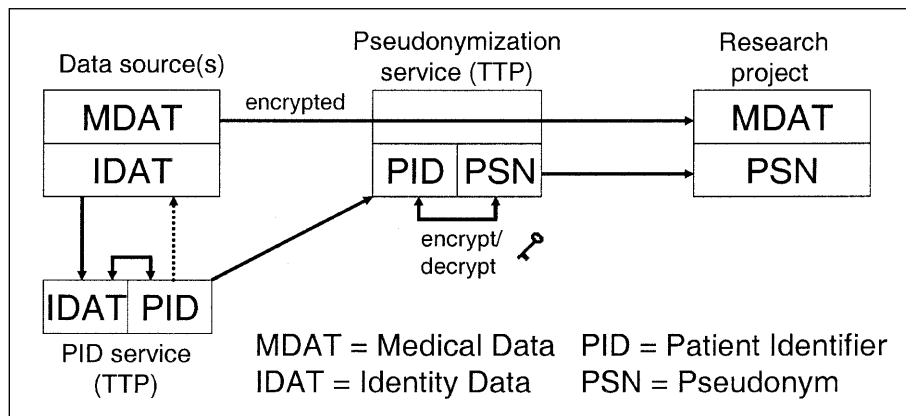 Data source(s)
MDAT
IDAT
encrypted
Pseudonymization
service (TTP)
PID PSN
encrypt/
decrypt
Research
project
MDAT
PSN
IDAT PID
PID service
(TTP)
MDAT = Medical Data PID = Patient Identifier
IDAT = Identity Data PSN = Pseudonym